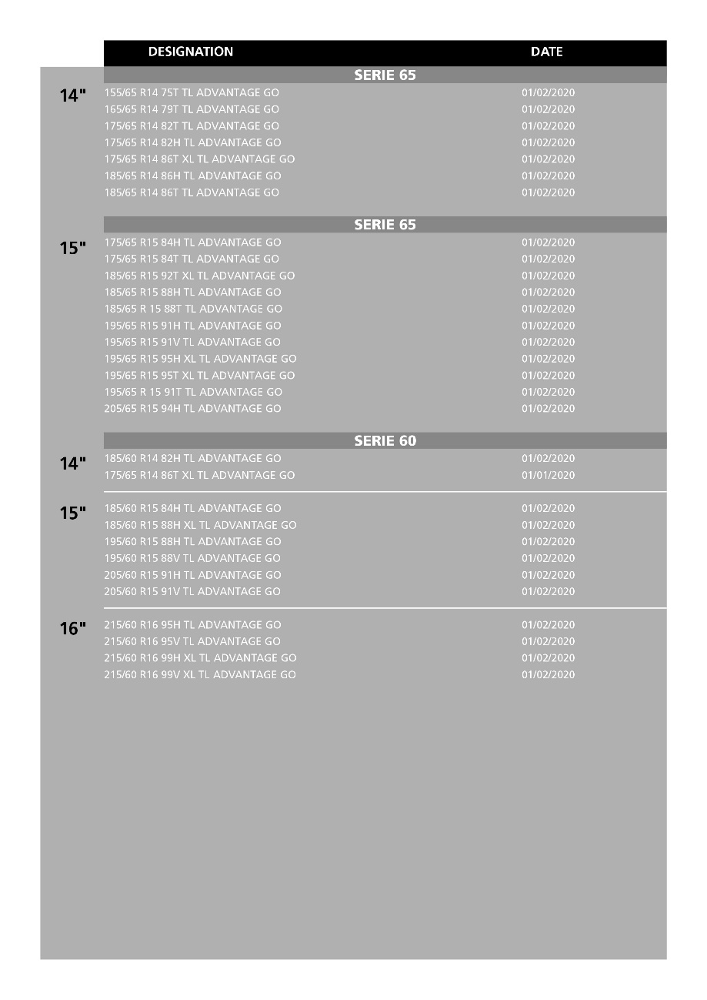 DESIGNATION DATE
SERIE 65
14"
155/65 R14 75T TL ADVANTAGE GO 01/02/2020
165/65 R14 79T TL ADVANTAGE GO 01/02/2020
175/65 R14 82T TL ADVANTAGE GO 01/02/2020
175/65 R14 82H TL ADVANTAGE GO 01/02/2020
175/65 R14 86T XL TL ADVANTAGE GO 01/02/2020
185/65 R14 86H TL ADVANTAGE GO 01/02/2020
185/65 R14 86T TL ADVANTAGE GO 01/02/2020
SERIE 65
15"
175/65 R15 84H TL ADVANTAGE GO 01/02/2020
175/65 R15 84T TL ADVANTAGE GO 01/02/2020
185/65 R15 92T XL TL ADVANTAGE GO 01/02/2020
185/65 R15 88H TL ADVANTAGE GO 01/02/2020
185/65 R 15 88T TL ADVANTAGE GO 01/02/2020
195/65 R15 91H TL ADVANTAGE GO 01/02/2020
195/65 R15 91V TL ADVANTAGE GO 01/02/2020
195/65 R15 95H XL TL ADVANTAGE GO 01/02/2020
195/65 R15 95T XL TL ADVANTAGE GO 01/02/2020
195/65 R 15 91T TL ADVANTAGE GO 01/02/2020
205/65 R15 94H TL ADVANTAGE GO 01/02/2020
SERIE 60
14"
185/60 R14 82H TL ADVANTAGE GO 01/02/2020
175/65 R14 86T XL TL ADVANTAGE GO 01/01/2020
15"
185/60 R15 84H TL ADVANTAGE GO 01/02/2020
185/60 R15 88H XL TL ADVANTAGE GO 01/02/2020
195/60 R15 88H TL ADVANTAGE GO 01/02/2020
195/60 R15 88V TL ADVANTAGE GO 01/02/2020
205/60 R15 91H TL ADVANTAGE GO 01/02/2020
205/60 R15 91V TL ADVANTAGE GO 01/02/2020
16"
215/60 R16 95H TL ADVANTAGE GO 01/02/2020
215/60 R16 95V TL ADVANTAGE GO 01/02/2020
215/60 R16 99H XL TL ADVANTAGE GO 01/02/2020
215/60 R16 99V XL TL ADVANTAGE GO 01/02/2020